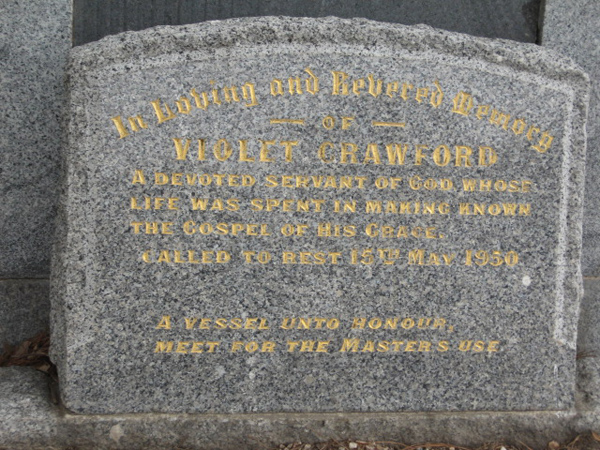 In Loving and Revered Memory
— OF —
VIOLET CRAWFORD
A DEVOTED SERVANT OF GOD WHOSE
LIFE WAS SPENT IN MAKING KNOWN
THE GOSPEL OF HIS GRACE.
CALLED TO REST 15TH MAY 1930.
A VESSEL UNTO HONOUR,
MEET FOR THE MASTER'S USE.